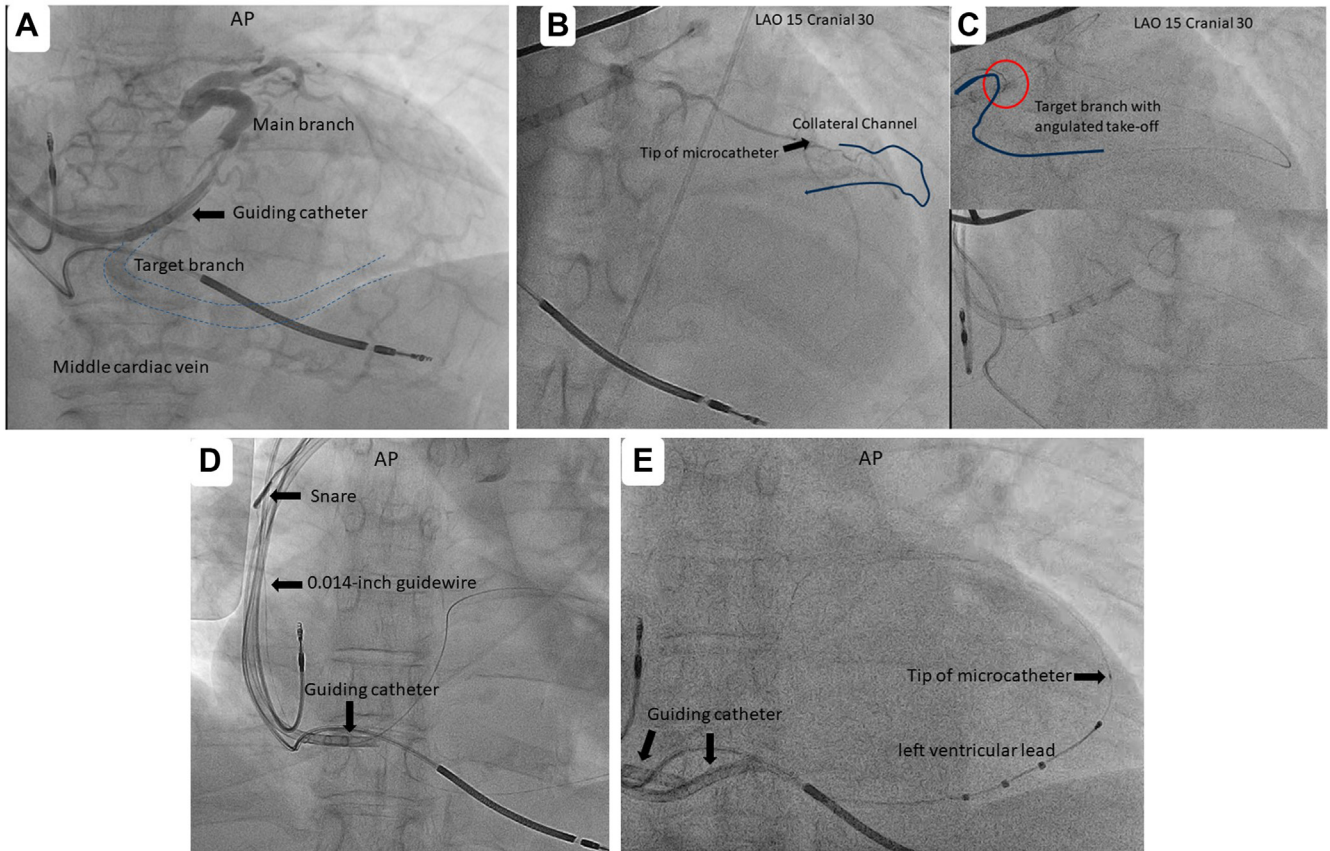 A
AP
Main branch
Guiding catheter
Target branch
Middle cardiac vein
B
LAO 15 Cranial 30
Collateral Channel
Tip of microcatheter
C
LAO 15 Cranial 30
Target branch with
angulated take-off
D
AP
Snare
0.014-inch guidewire
Guiding catheter
E
AP
Tip of microcatheter
Guiding catheter
left ventricular lead